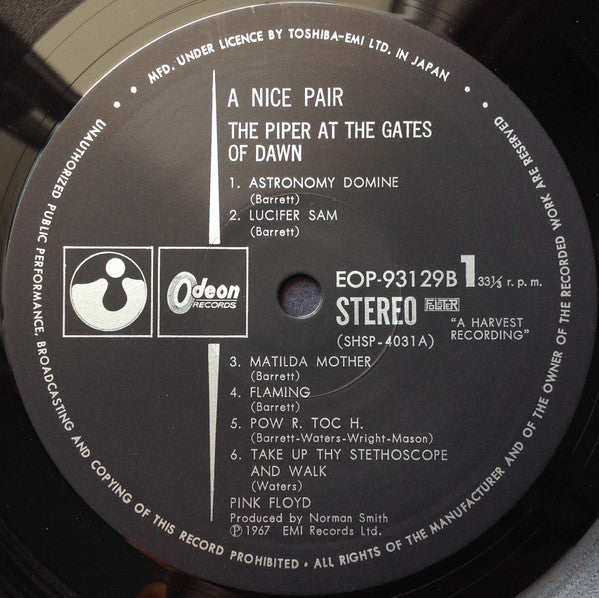 MFD. UNDER LICENCE BY TOSHIBA-EMI LTD. IN JAPAN
A NICE PAIR
THE PIPER AT THE GATES
OF DAWN
1. ASTRONOMY DOMINE
(Barrett)
2. LUCIFER SAM
(Barrett)
Odeon
RECORDS
EOP-93129B 1 33⅓ r. p. m.
STEREO
(SHSP-4031A)
"A HARVEST
RECORDING"
3. MATILDA MOTHER
(Barrett)
4. FLAMING
(Barrett)
5. POW R. TOC H.
(Barrett-Waters-Wright-Mason)
6. TAKE UP THY STETHOSCOPE
AND WALK
(Waters)
PINK FLOYD
Produced by Norman Smith
Ⓟ1967 EMI Records Ltd.
UNAUTHORIZED PUBLIC PERFORMANCE, BROADCASTING AND COPYING OF THIS RECORD PROHIBITED • ALL RIGHTS OF THE MANUFACTURER AND OF THE OWNER OF THE RECORDED WORK ARE RESERVED